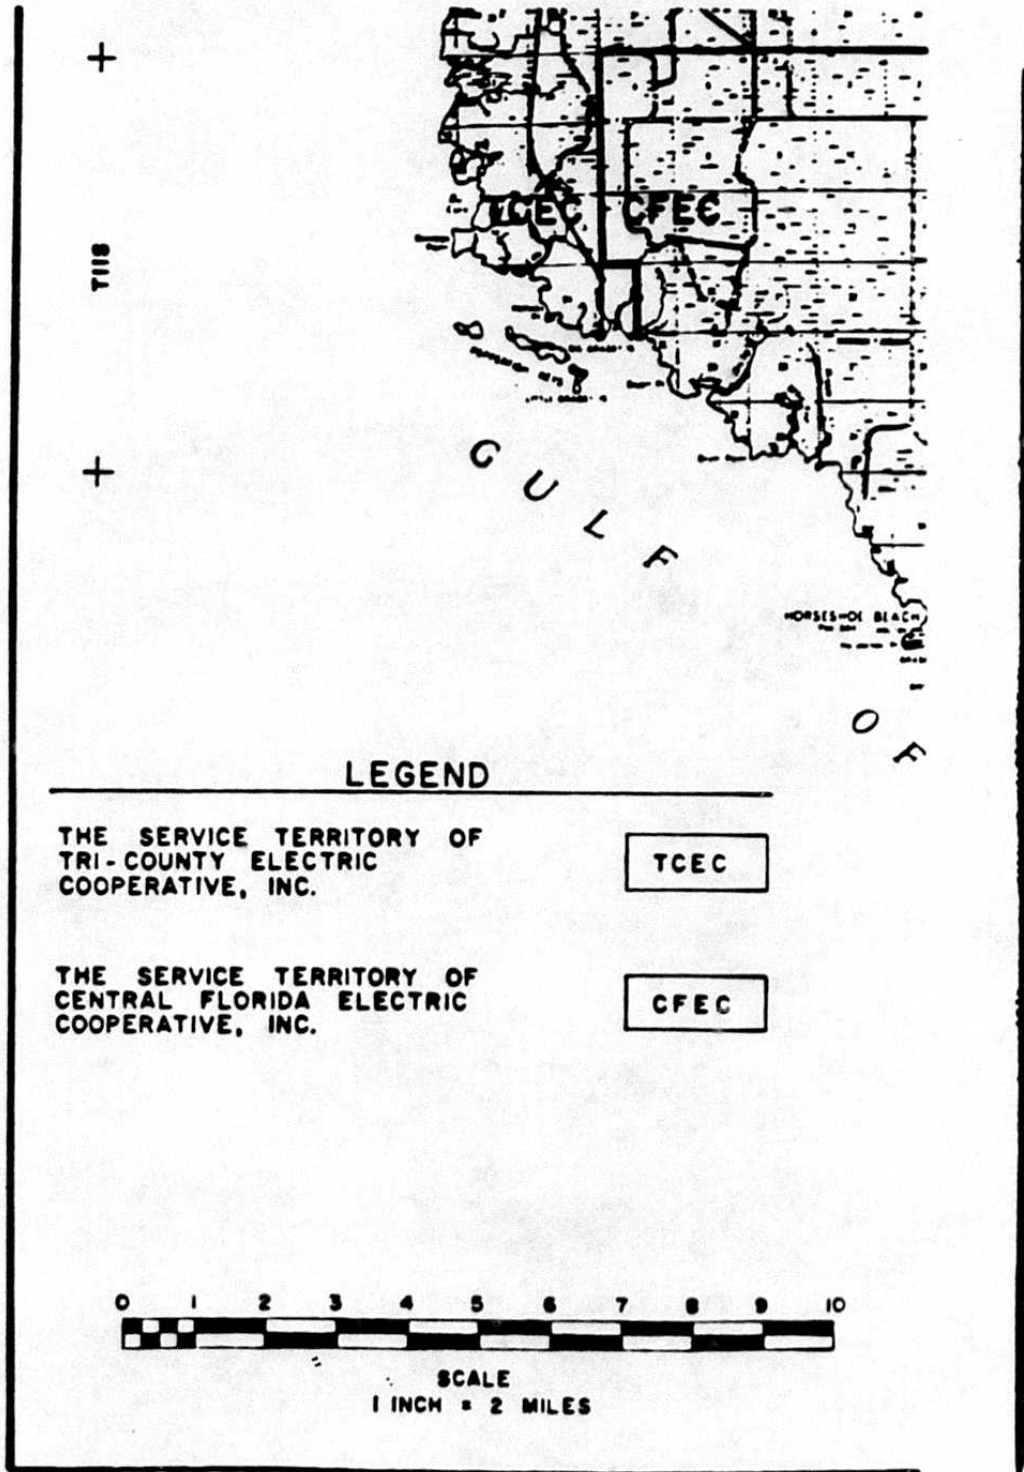 T11S
TCEC CFEC
GULF
HORSESHOE BEACH
OF
LEGEND
THE SERVICE TERRITORY OF
TRI-COUNTY ELECTRIC
COOPERATIVE, INC.
TCEC
THE SERVICE TERRITORY OF
CENTRAL FLORIDA ELECTRIC
COOPERATIVE, INC.
CFEC
0 1 2 3 4 5 6 7 8 9 10
SCALE
1 INCH = 2 MILES